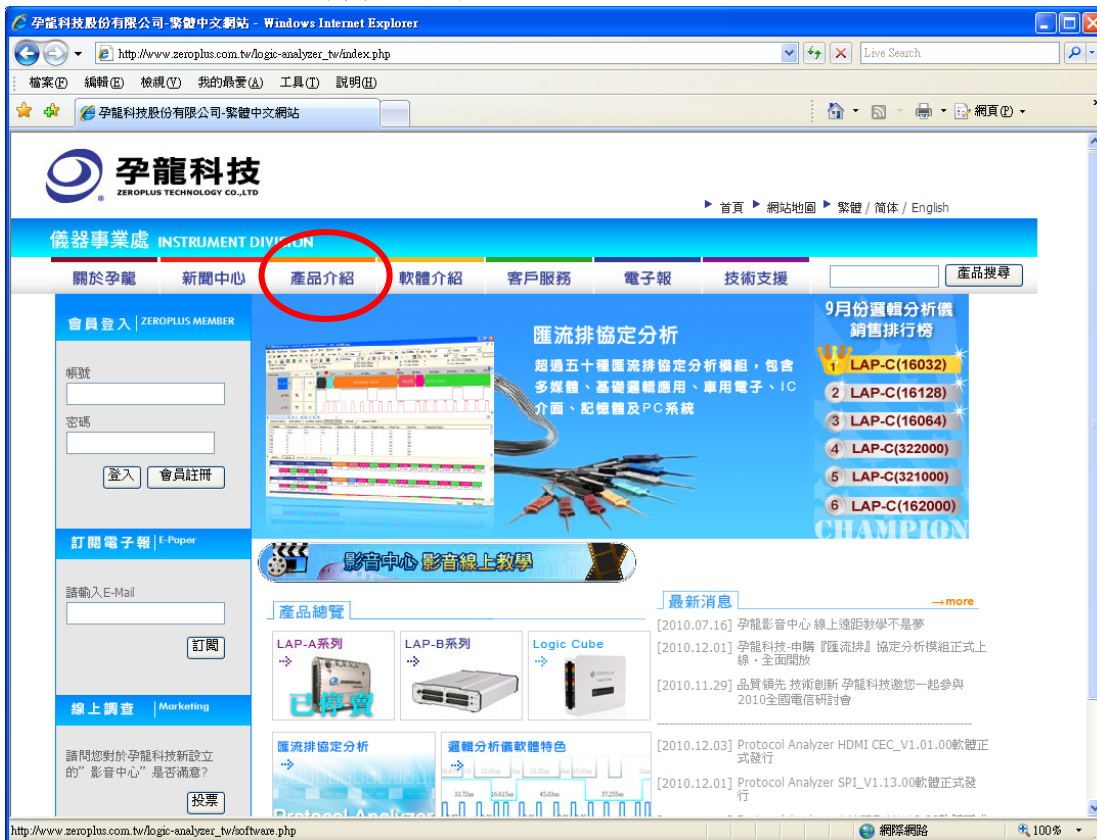 孕龍科技股份有限公司-繁體中文網站 - Windows Internet Explorer
http://www.zeroplus.com.tw/logic-analyzer_tw/index.php
Live Search
檔案(F) 編輯(E) 檢視(V) 我的最愛(A) 工具(T) 說明(H)
孕龍科技股份有限公司-繁體中文網站
網頁(P)
孕龍科技
ZEROPLUS TECHNOLOGY CO.,LTD
首頁 網站地圖 繁體 / 简体 / English
儀器事業處 INSTRUMENT DIVISION
關於孕龍 新聞中心 產品介紹 軟體介紹 客戶服務 電子報 技術支援 產品搜尋
會員登入 ZEROPLUS MEMBER
帳號
密碼
登入 會員註冊
匯流排協定分析
超過五十種匯流排協定分析模組，包含
多媒體、基礎邏輯應用、車用電子、IC
介面、記憶體及PC系統
9月份邏輯分析儀
銷售排行榜
1 LAP-C(16032)
2 LAP-C(16128)
3 LAP-C(16064)
4 LAP-C(322000)
5 LAP-C(321000)
6 LAP-C(162000)
CHAMPION
訂閱電子報 E-Paper
請輸入E-Mail
訂閱
影音中心 影音線上教學
產品總覽
LAP-A系列
已停賣
LAP-B系列
Logic Cube
匯流排協定分析
Protocol Analyzer
邏輯分析儀軟體特色
33.72us 16.615us 45.03us 37.255us
最新消息
→more
[2010.07.16] 孕龍影音中心 線上遠距教學不是夢
[2010.12.01] 孕龍科技-申購『匯流排』協定分析模組正式上
線，全面開放
[2010.11.29] 品質領先 技術創新 孕龍科技邀您一起參與
2010全國電信研討會
[2010.12.03] Protocol Analyzer HDMI CEC_V1.01.00軟體正
式發行
[2010.12.01] Protocol Analyzer SPI_V1.13.00軟體正式發
行
線上調查 Marketing
請問您對於孕龍科技新設立
的"影音中心"是否滿意?
投票
http://www.zeroplus.com.tw/logic-analyzer_tw/software.php
網際網路
100%